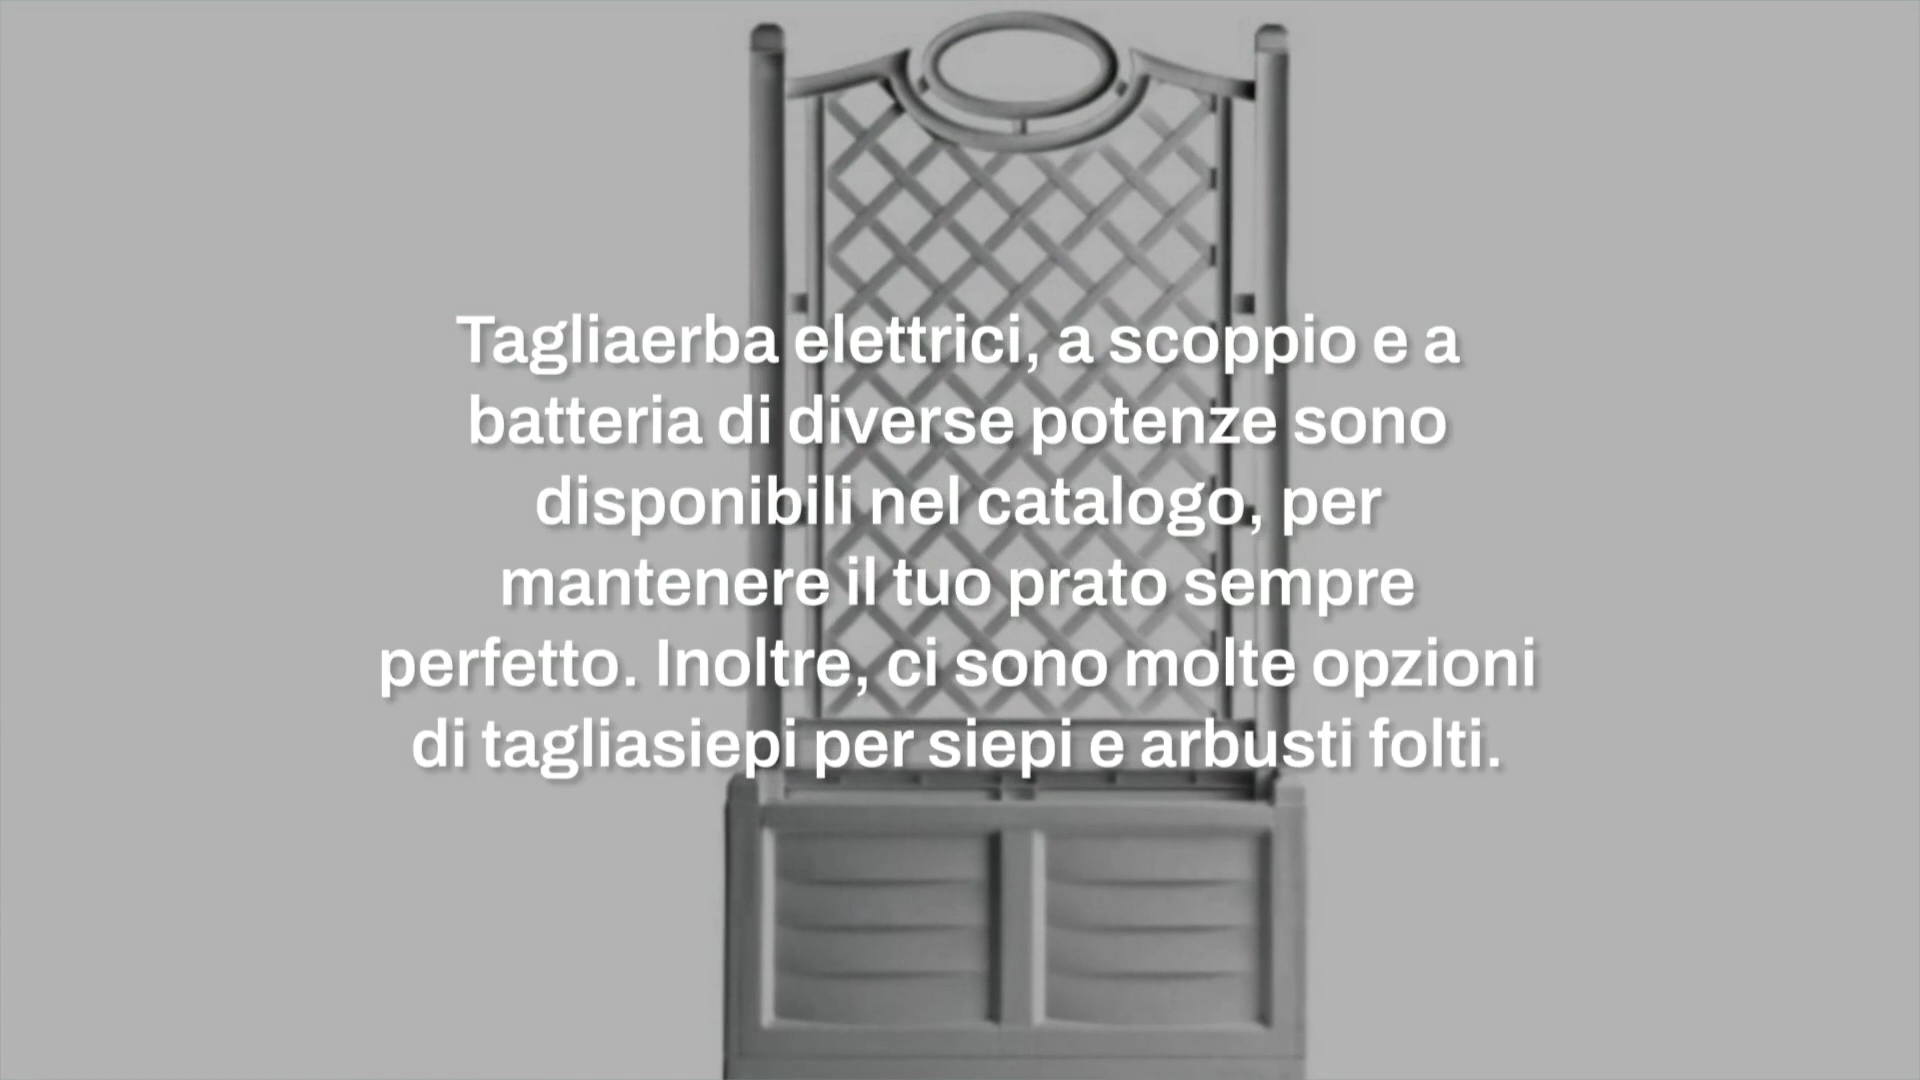 Tagliaerba elettrici, a scoppio e a
batteria di diverse potenze sono
disponibili nel catalogo, per
mantenere il tuo prato sempre
perfetto. Inoltre, ci sono molte opzioni
di tagliasiepi per siepi e arbusti folti.